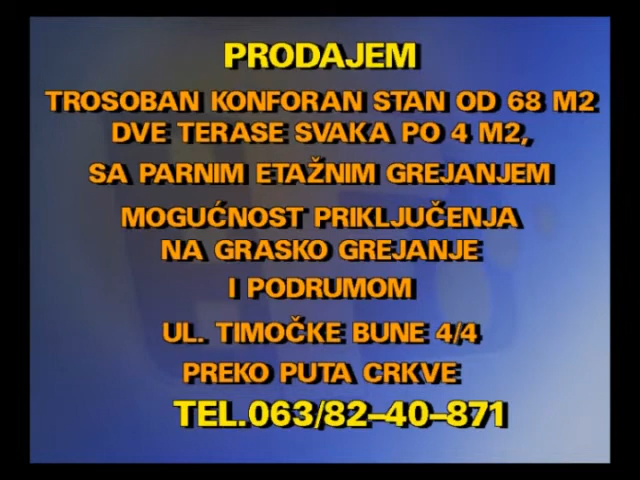 PRODAJEM
TROSOBAN KONFORAN STAN OD 68 M2
DVE TERASE SVAKA PO 4 M2,
SA PARNIM ETAŽNIM GREJANJEM
MOGUĆNOST PRIKLJUČENJA
NA GRASKO GREJANJE
I PODRUMOM
UL. TIMOČKE BUNE 4/4
PREKO PUTA CRKVE
TEL.063/82–40–871